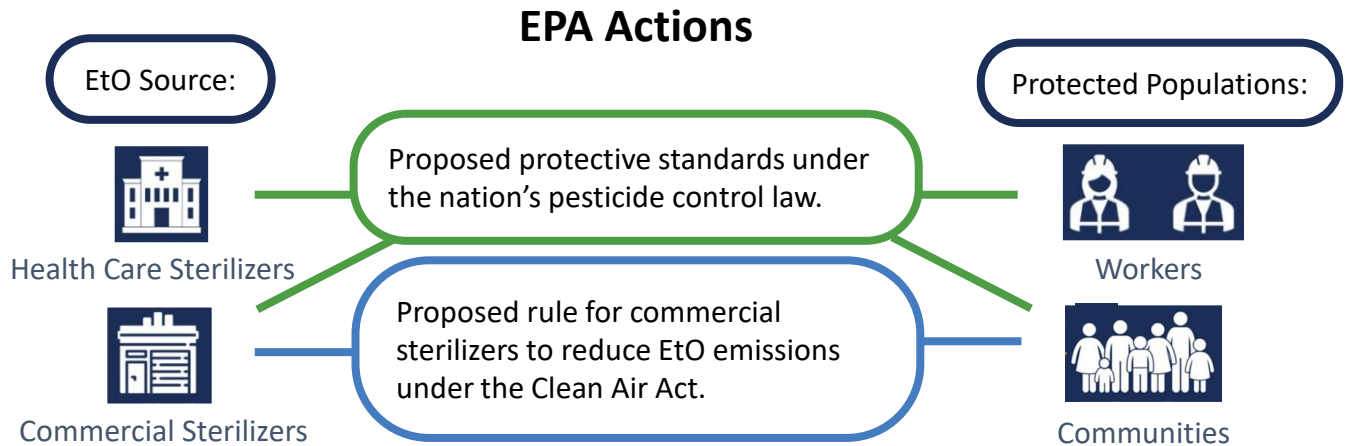 EPA Actions
EtO Source:
Protected Populations:
Proposed protective standards under
the nation’s pesticide control law.
Health Care Sterilizers
Workers
Proposed rule for commercial
sterilizers to reduce EtO emissions
under the Clean Air Act.
Commercial Sterilizers
Communities